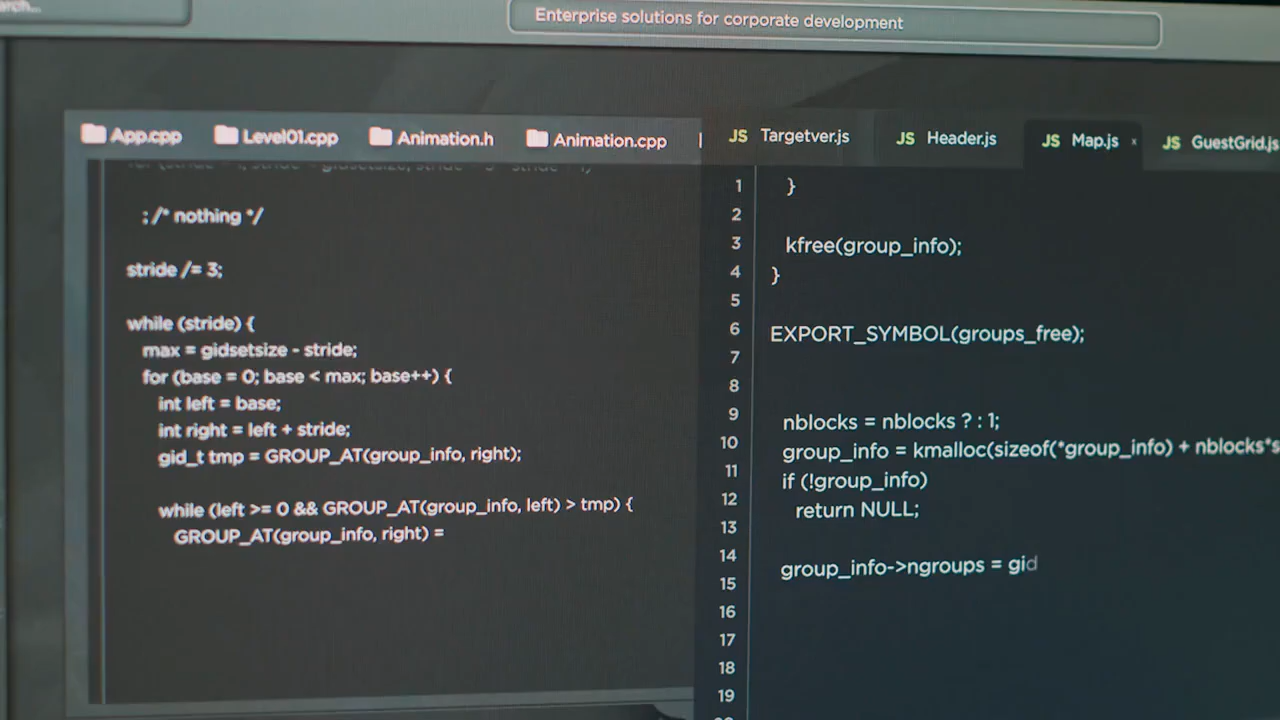 Enterprise solutions for corporate development
App.cpp Level01.cpp Animation.h Animation.cpp
; /* nothing */
stride /= 3;
while (stride) {
max = gidsetsize - stride;
for (base = 0; base < max; base++) {
int left = base;
int right = left + stride;
gid_t tmp = GROUP_AT(group_info, right);
while (left >= 0 && GROUP_AT(group_info, left) > tmp) {
GROUP_AT(group_info, right) =
JS Targetver.js JS Header.js JS Map.js x JS GuestGrid.js
1 }
2
3 kfree(group_info);
4 }
5
6 EXPORT_SYMBOL(groups_free);
7
8
9 nblocks = nblocks ? : 1;
10 group_info = kmalloc(sizeof(*group_info) + nblocks*s
11 if (!group_info)
12 return NULL;
13
14 group_info->ngroups = gid
15
16
17
18
19